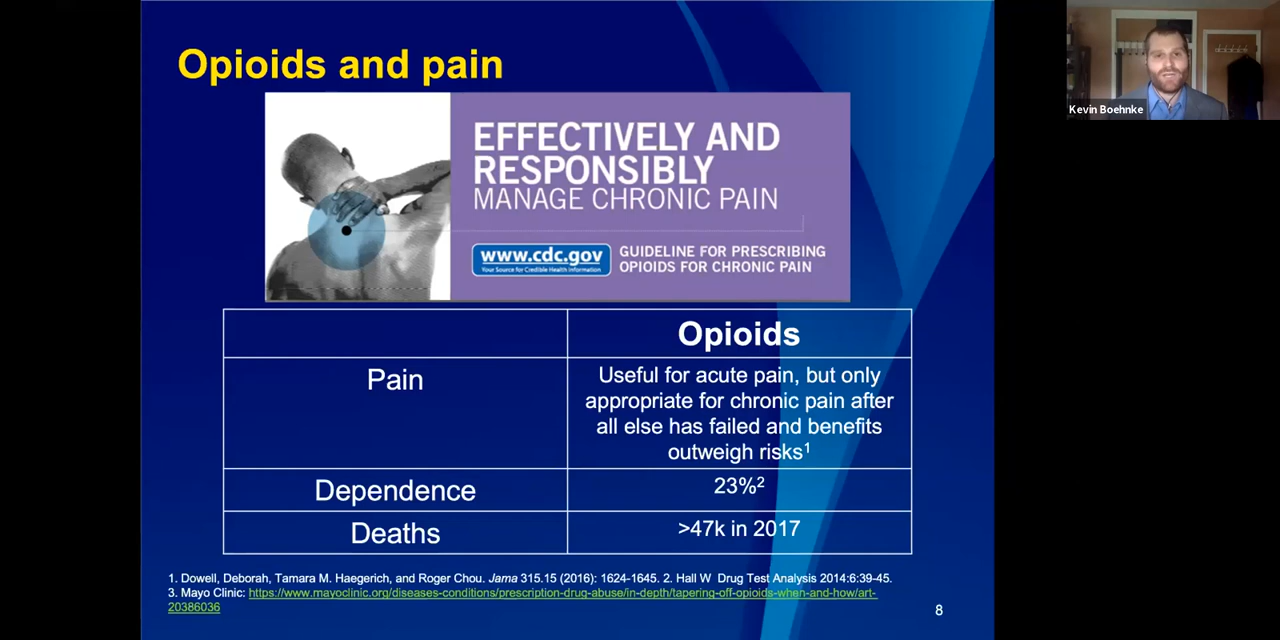 Opioids and pain
EFFECTIVELY AND
RESPONSIBLY
MANAGE CHRONIC PAIN
www.cdc.gov
Your Source for Credible Health Information
GUIDELINE FOR PRESCRIBING
OPIOIDS FOR CHRONIC PAIN
Kevin Boehnke
Opioids
Pain
Useful for acute pain, but only
appropriate for chronic pain after
all else has failed and benefits
outweigh risks¹
Dependence
23%²
Deaths
>47k in 2017
1. Dowell, Deborah, Tamara M. Haegerich, and Roger Chou. Jama 315.15 (2016): 1624-1645. 2. Hall W Drug Test Analysis 2014:6:39-45.
3. Mayo Clinic: https://www.mayoclinic.org/diseases-conditions/prescription-drug-abuse/in-depth/tapering-off-opioids-when-and-how/art-
20386036
8